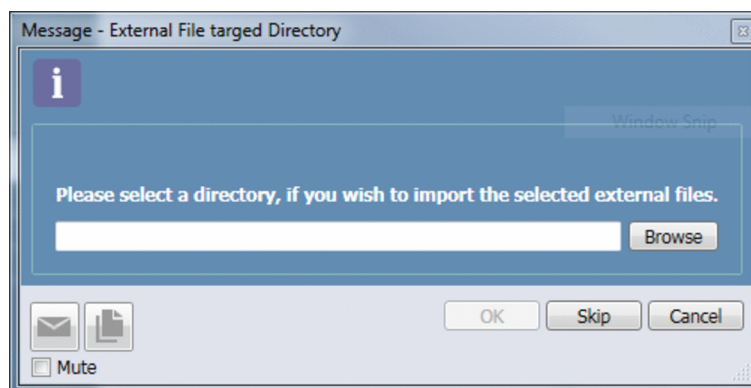 Message - External File targed Directory
i
Window Snip
Please select a directory, if you wish to import the selected external files.
Browse
OK
Skip
Cancel
Mute